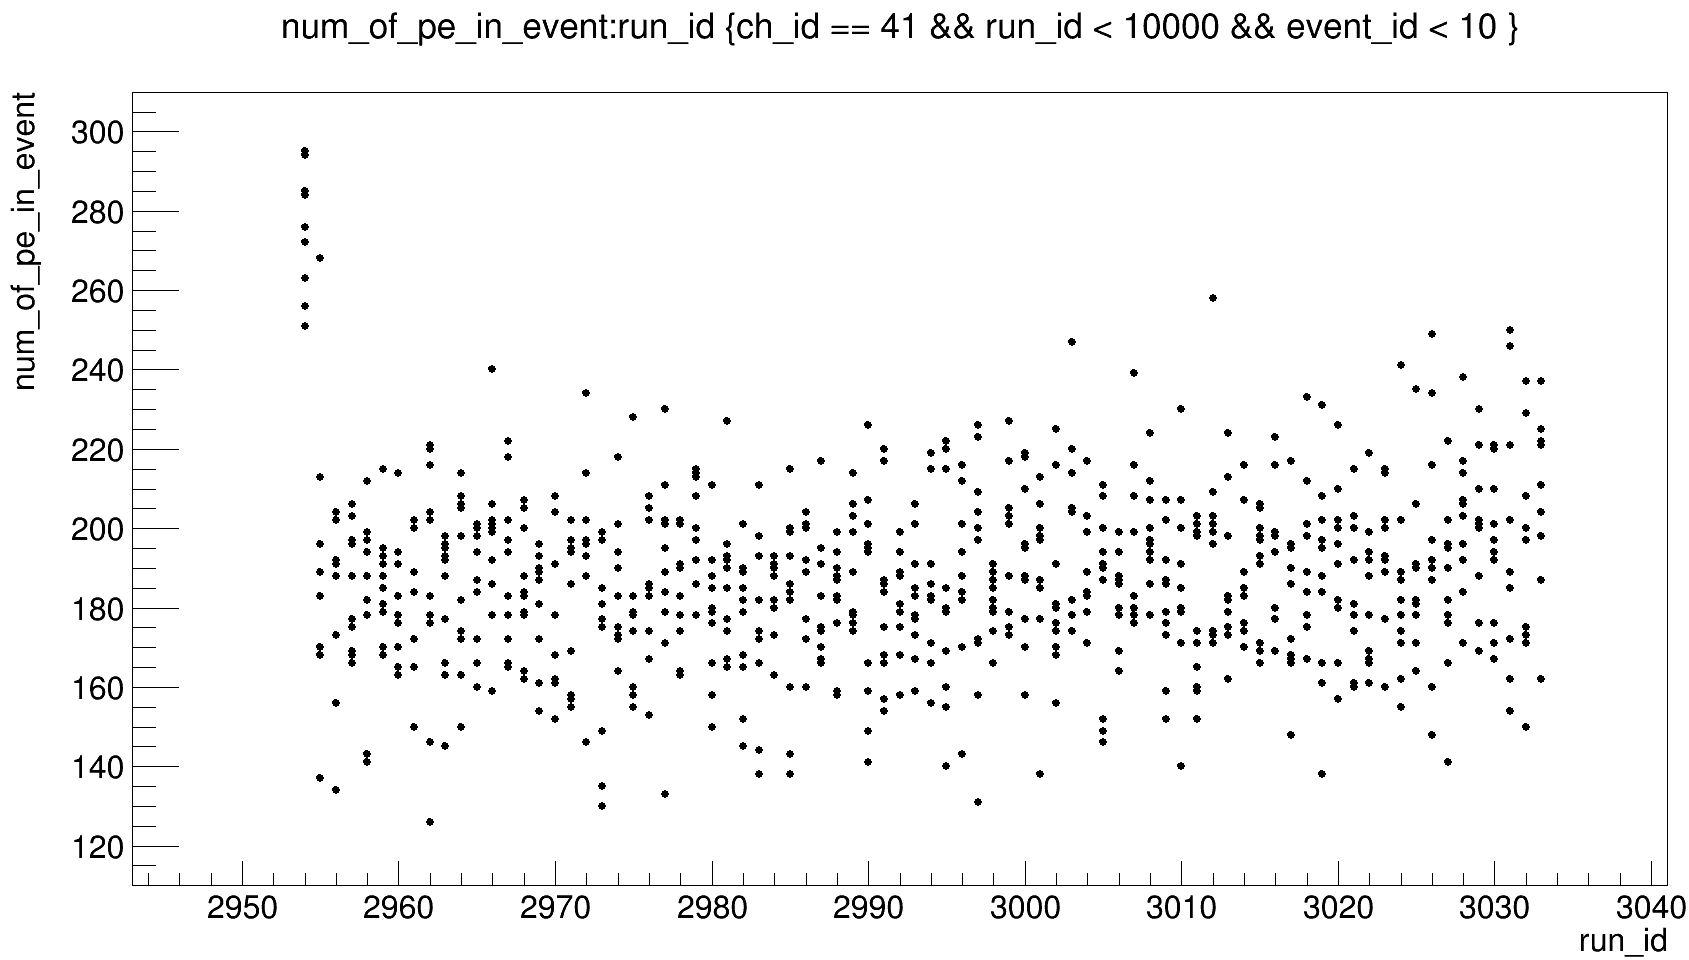 num_of_pe_in_event:run_id {ch_id == 41 && run_id < 10000 && event_id < 10 }
num_of_pe_in_event
300
280
260
240
220
200
180
160
140
120
2950 2960 2970 2980 2990 3000 3010 3020 3030 3040
run_id